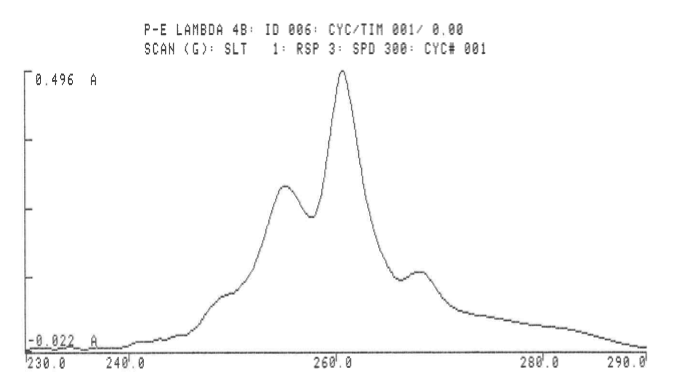 P-E LAMBDA 4B: ID 006: CYC/TIM 001/ 0.00
SCAN (G): SLT 1: RSP 3: SPD 300: CYC# 001
0.496 A
-0.022 A
230.0 240.0 260.0 280.0 290.0